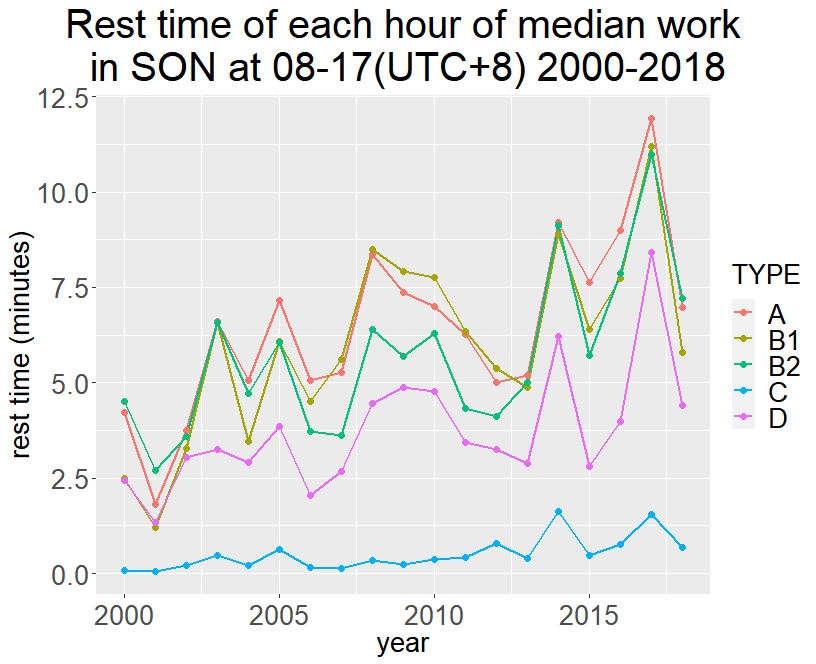 Rest time of each hour of median work
in SON at 08-17(UTC+8) 2000-2018
12.5
10.0
7.5
5.0
2.5
0.0
rest time (minutes)
2000 2005 2010 2015
year
TYPE
A
B1
B2
C
D